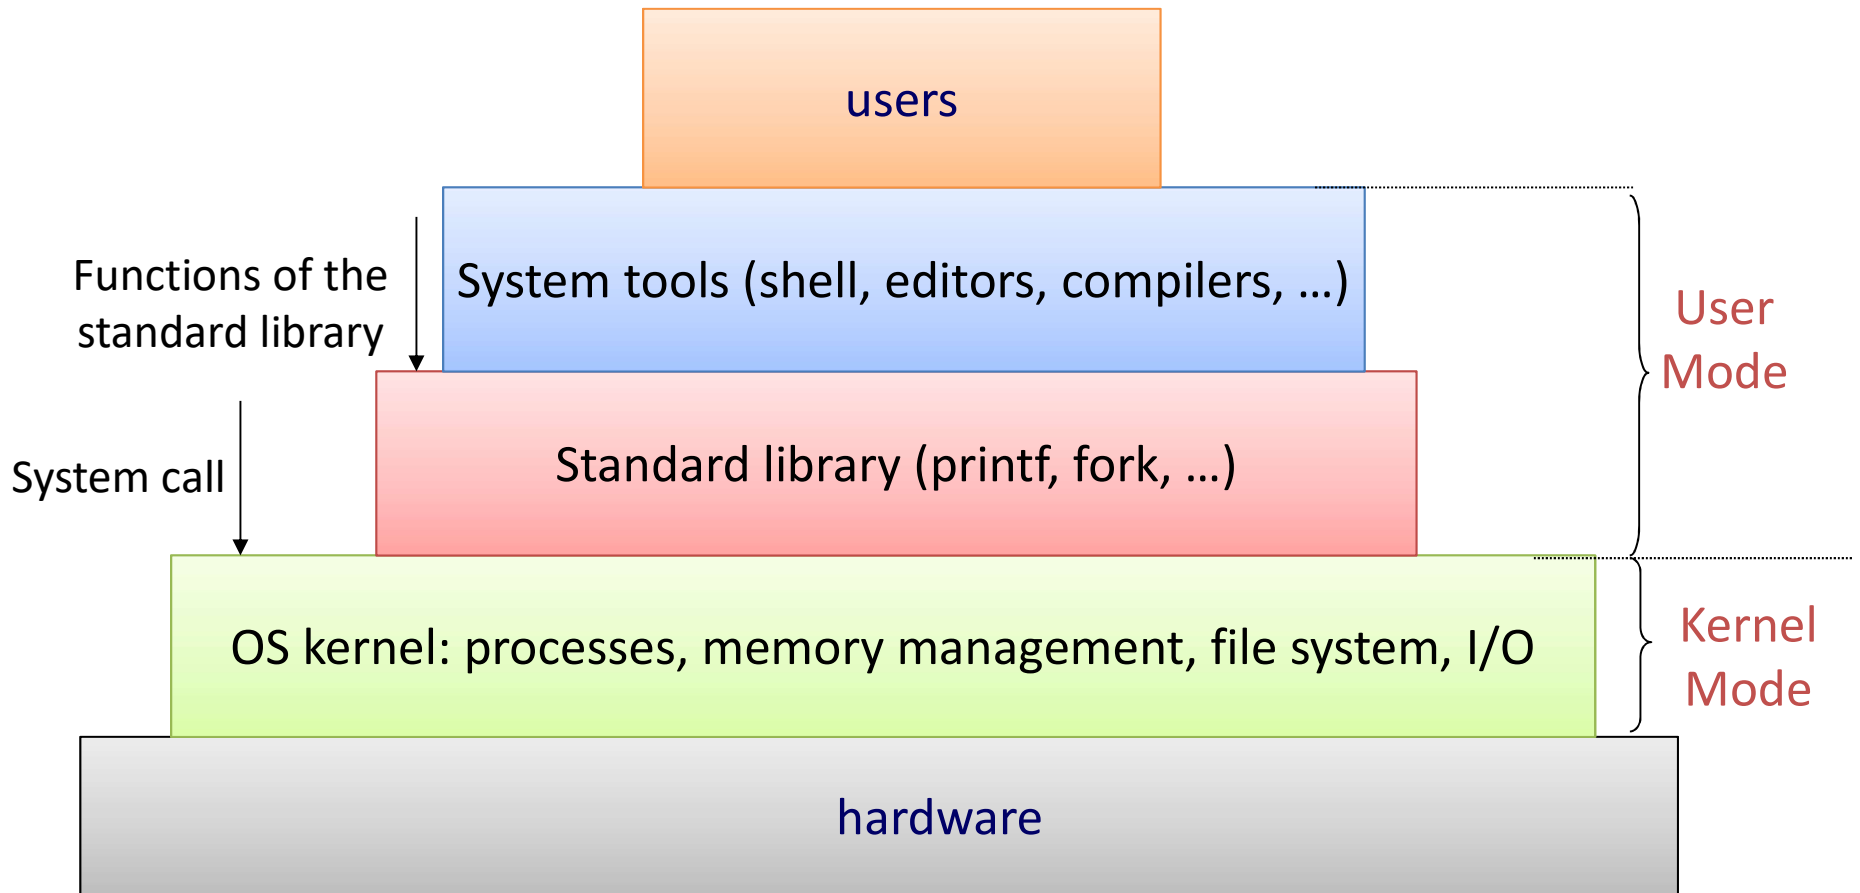 users
Functions of the
standard library
System tools (shell, editors, compilers, …)
User
Mode
System call
Standard library (printf, fork, …)
OS kernel: processes, memory management, file system, I/O
Kernel
Mode
hardware